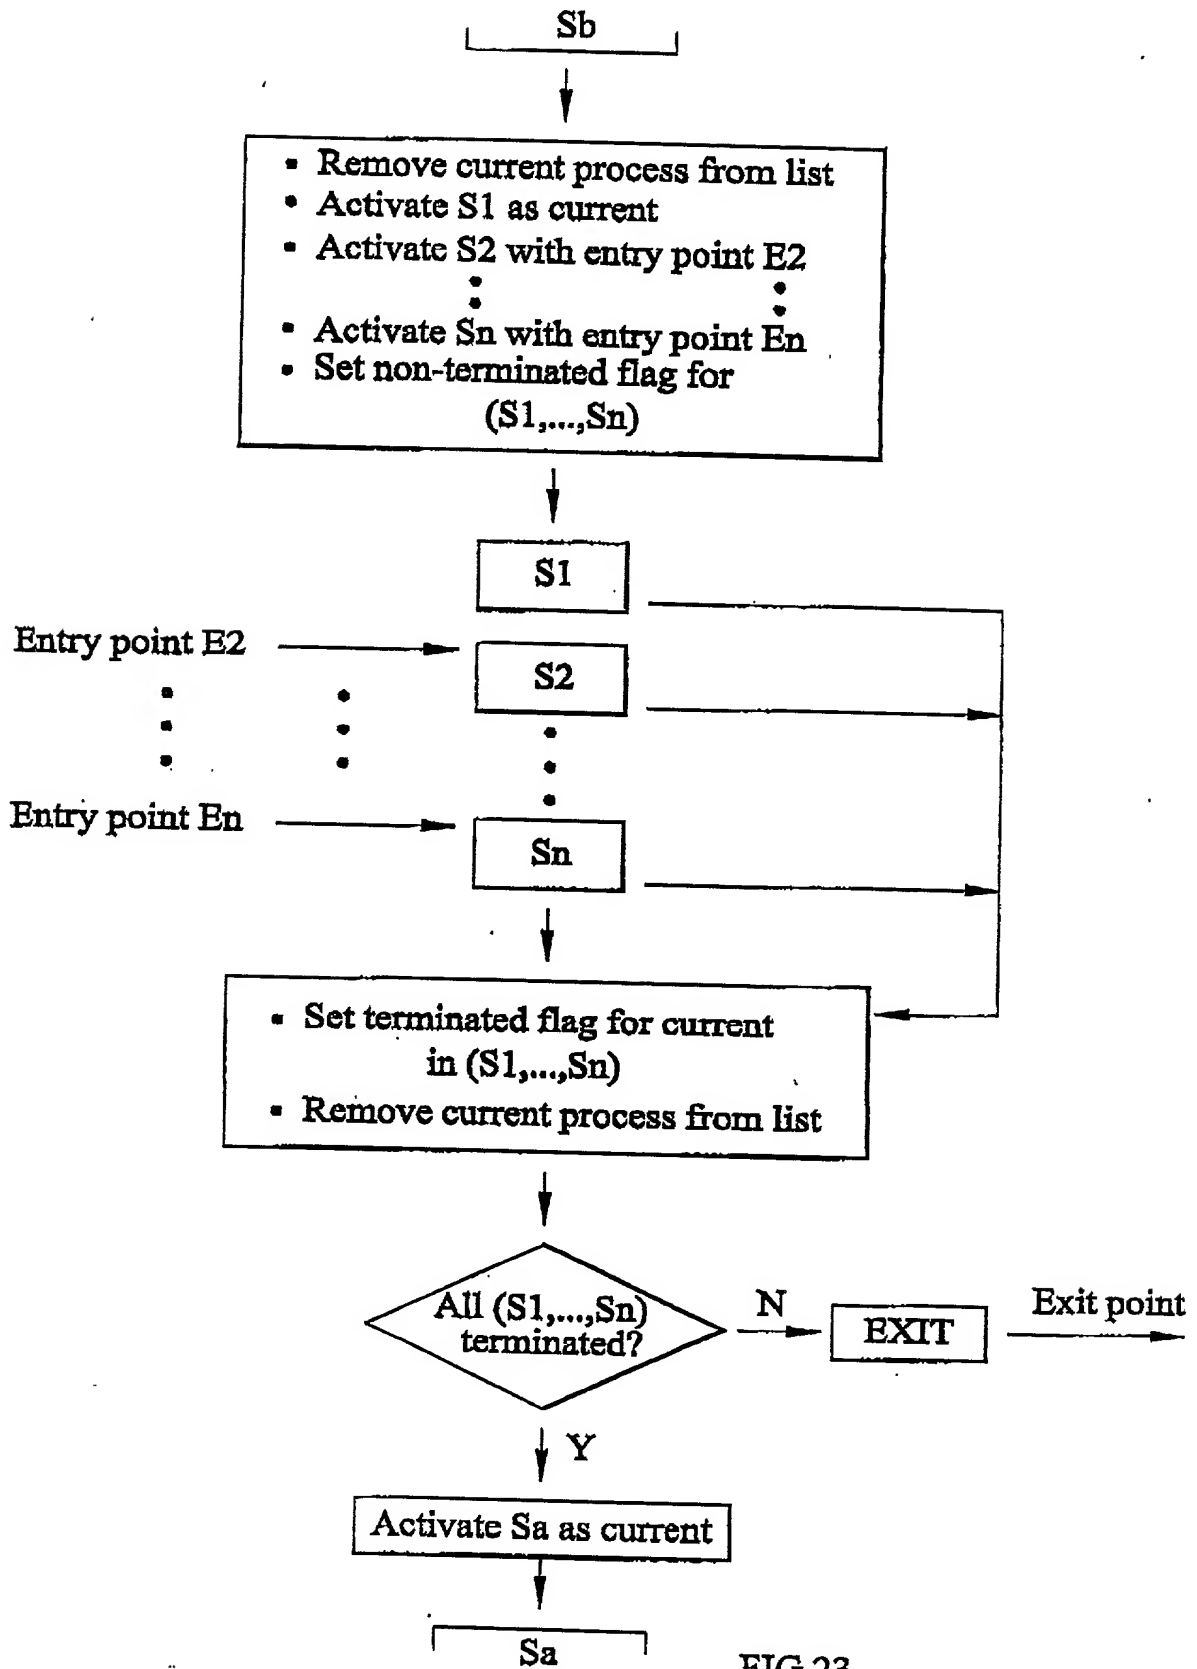 Sb
▪ Remove current process from list
• Activate S1 as current
▪ Activate S2 with entry point E2
▪ Activate Sn with entry point En
• Set non-terminated flag for
(S1,...,Sn)
S1
Entry point E2
S2
Entry point En
Sn
▪ Set terminated flag for current
in (S1,...,Sn)
▪ Remove current process from list
All (S1,...,Sn)
terminated?
N
EXIT
Exit point
Y
Activate Sa as current
Sa
FIG 23